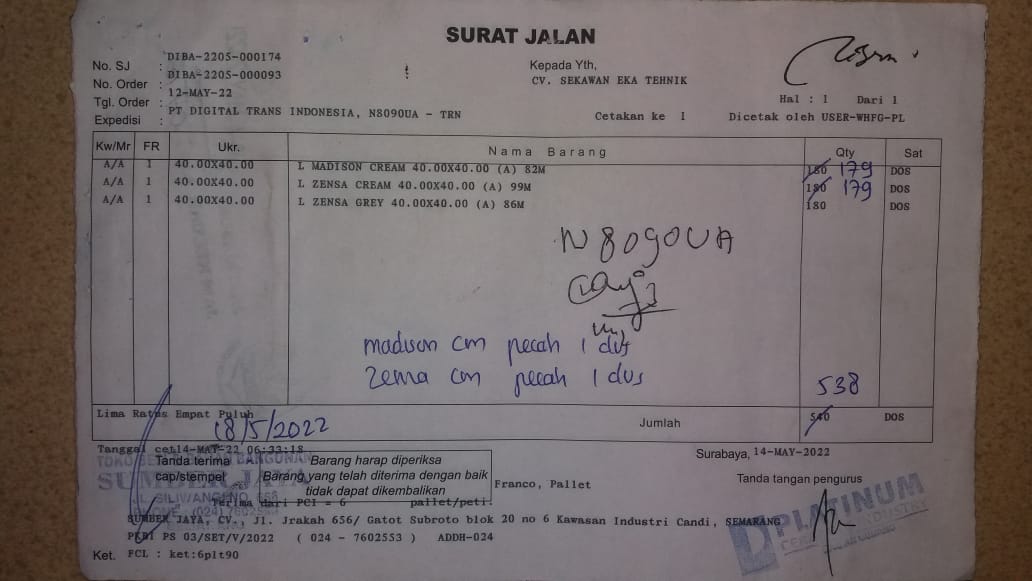 SURAT JALAN
No. SJ : DIBA-2205-000174
No. Order : DIBA-2205-000093
Tgl. Order : 12-MAY-22
Expedisi : PT DIGITAL TRANS INDONESIA, N8090UA - TRN
Kepada Yth,
CV. SEKAWAN EKA TEHNIK
Hal : 1 Dari 1
Cetakan ke 1 Dicetak oleh USER-WHFG-PL
Kw/Mr FR Ukr. Nama Barang Qty Sat
A/A 1 40.00X40.00 L MADISON CREAM 40.00X40.00 (A) 82M 180 179 DOS
A/A 1 40.00X40.00 L ZENSA CREAM 40.00X40.00 (A) 99M 180 179 DOS
A/A 1 40.00X40.00 L ZENSA GREY 40.00X40.00 (A) 86M 180 DOS
N8090UA
madison cm pecah 1 dus
Zensa cm pecah 1 dus
538
Lima Ratus Empat Puluh Jumlah 540 DOS
18/5/2022
Tanggal cet14-MAY-22 06:33:18
Surabaya, 14-MAY-2022
Tanda terima
cap/stempel
Barang harap diperiksa
Barang yang telah diterima dengan baik
tidak dapat dikembalikan
Franco, Pallet
Tanda tangan pengurus
SUMBER JAYA
JL. SILIWANGI NO. 656
Terima dari PCI = 6 pallet/peti.
SUMBER JAYA, CV., Jl. Jrakah 656/ Gatot Subroto blok 20 no 6 Kawasan Industri Candi, SEMARANG
PKBI PS 03/SET/V/2022 ( 024 - 7602553 ) ADDH-024
Ket. FCL : ket:6plt90
PLATINUM